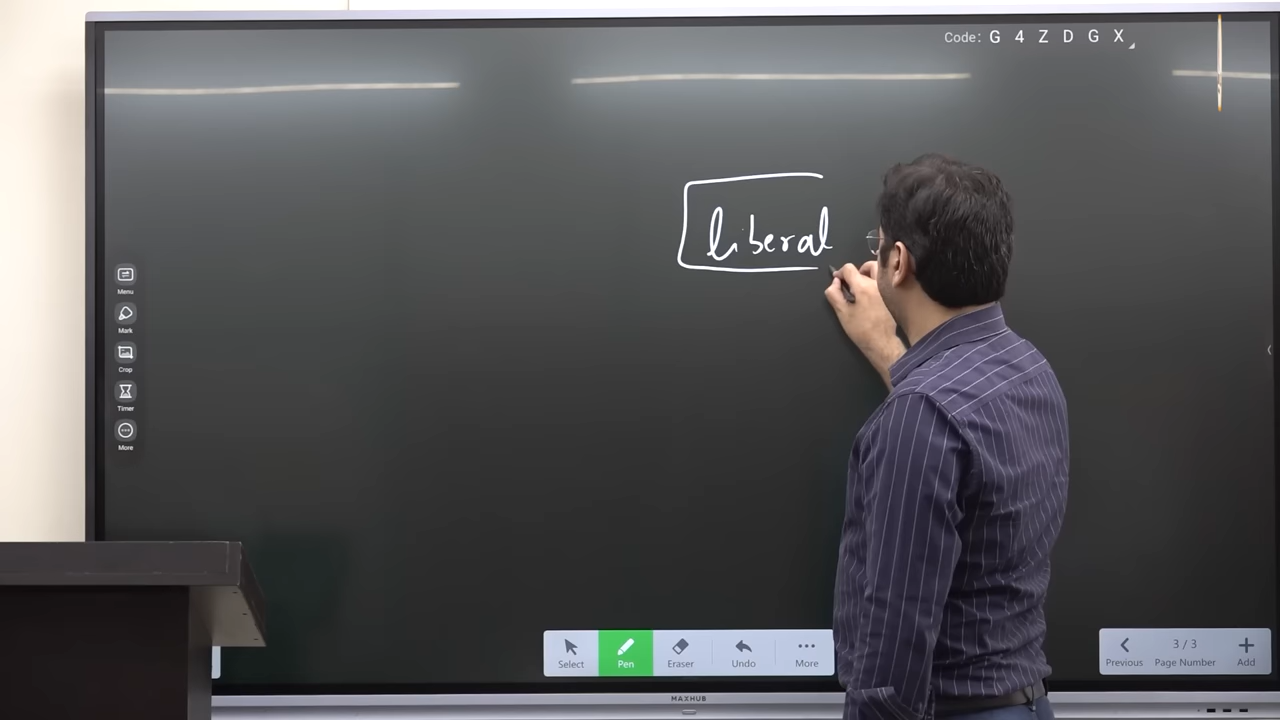 Code: G 4 Z D G X
liberal
Menu
Mark
Crop
Timer
More
Select
Pen
Eraser
Undo
More
Previous
3 / 3
Page Number
Add
MAXHUB